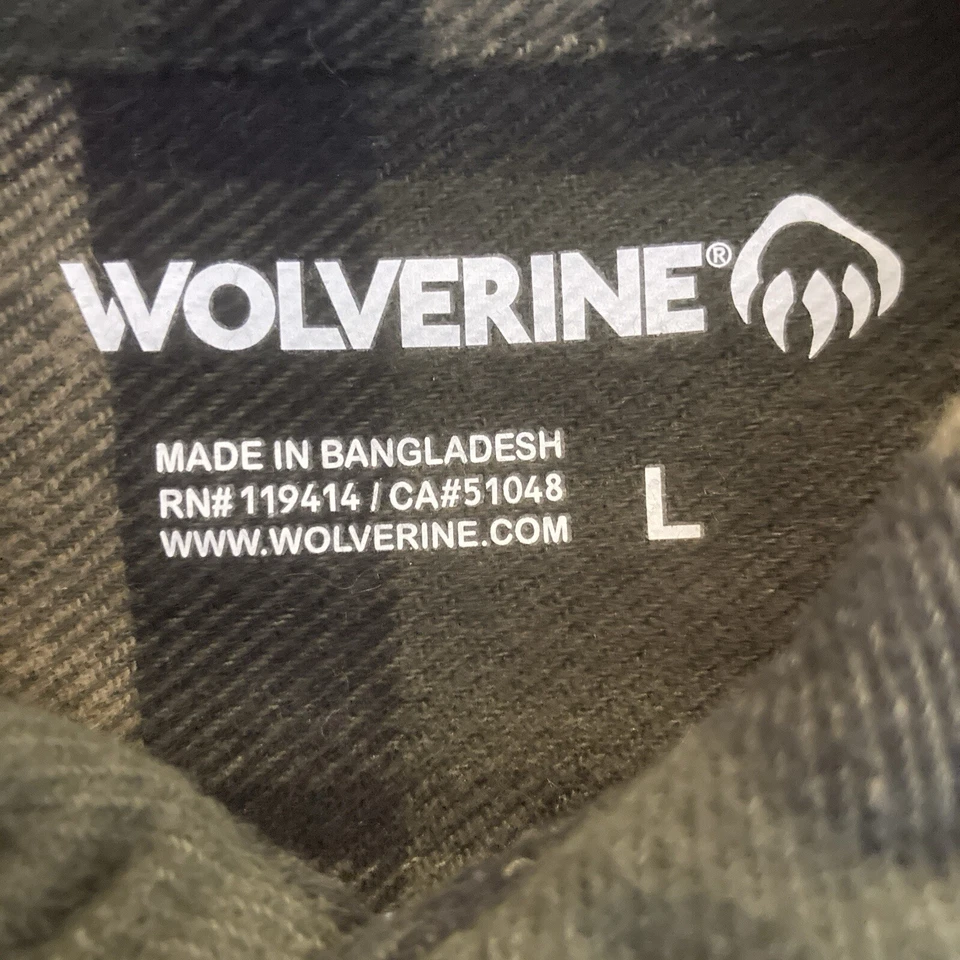 WOLVERINE®
MADE IN BANGLADESH
RN# 119414 / CA#51048
WWW.WOLVERINE.COM
L